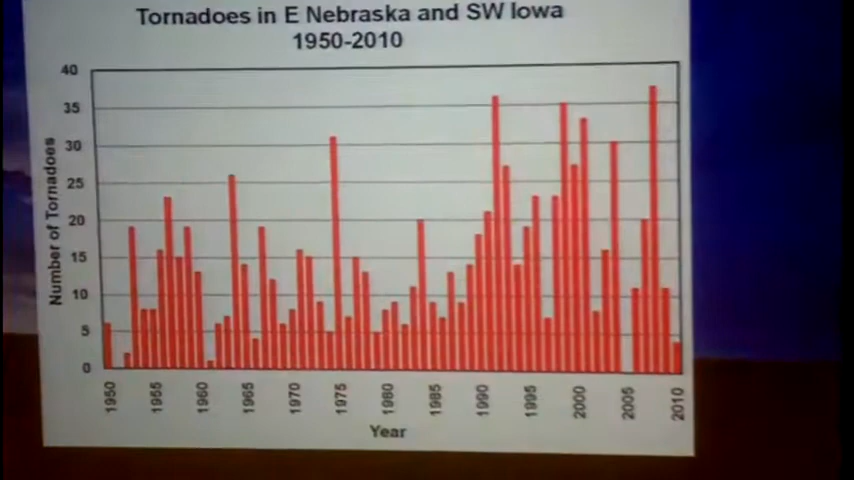 Tornadoes in E Nebraska and SW Iowa
1950-2010
40
35
30
25
20
15
10
5
0
Number of Tornadoes
1950 1955 1960 1965 1970 1975 1980 1985 1990 1995 2000 2005 2010
Year